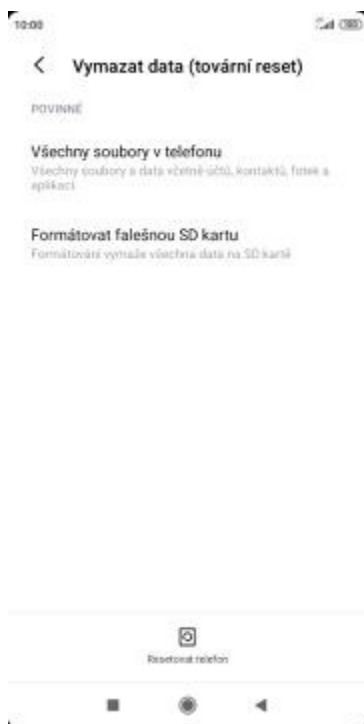 10:00
Vymazat data (tovární reset)
POVINNÉ
Všechny soubory v telefonu
Všechny soubory a data včetně účtů, kontaktů, fotek a
aplikací
Formátovat falešnou SD kartu
Formátování vymaže všechna data na SD kartě
Resetovat telefon